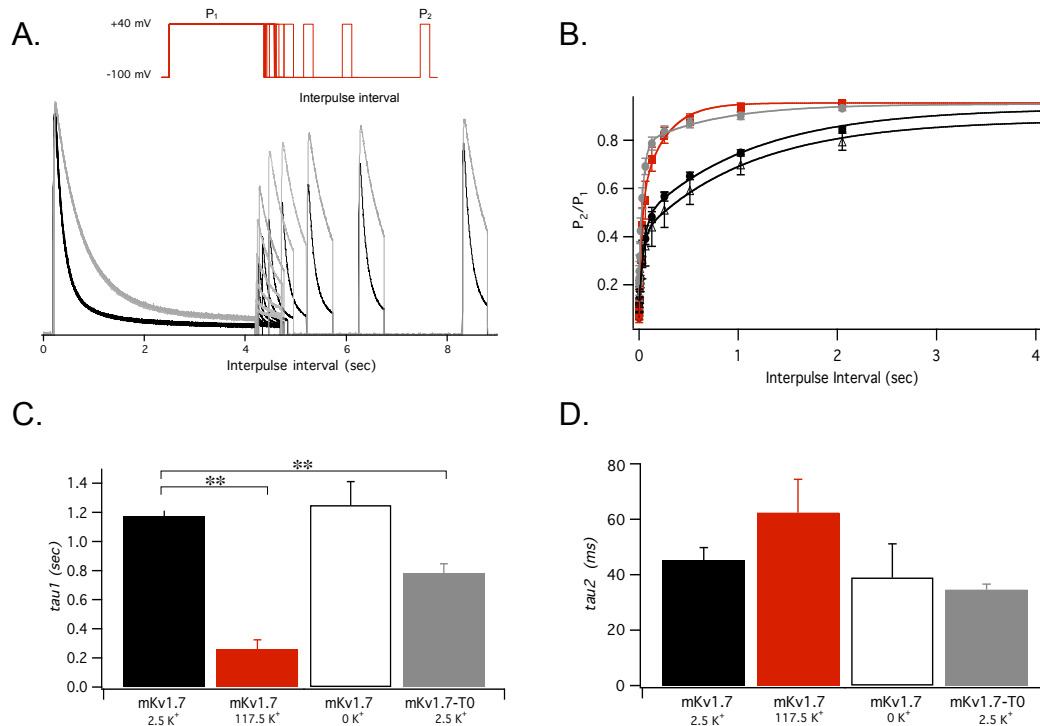 A.
P1
P2
+40 mV
-100 mV
Interpulse interval
0
2
4
6
8
Interpulse interval (sec)
B.
P2/P1
0.8
0.6
0.4
0.2
0
1
2
3
4
Interpulse Interval (sec)
C.
tau1 (sec)
1.4
1.2
1.0
0.8
0.6
0.4
0.2
0.0
**
**
mKv1.7
2.5 K+
mKv1.7
117.5 K+
mKv1.7
0 K+
mKv1.7-T0
2.5 K+
D.
tau2 (ms)
80
60
40
20
0
mKv1.7
2.5 K+
mKv1.7
117.5 K+
mKv1.7
0 K+
mKv1.7-T0
2.5 K+